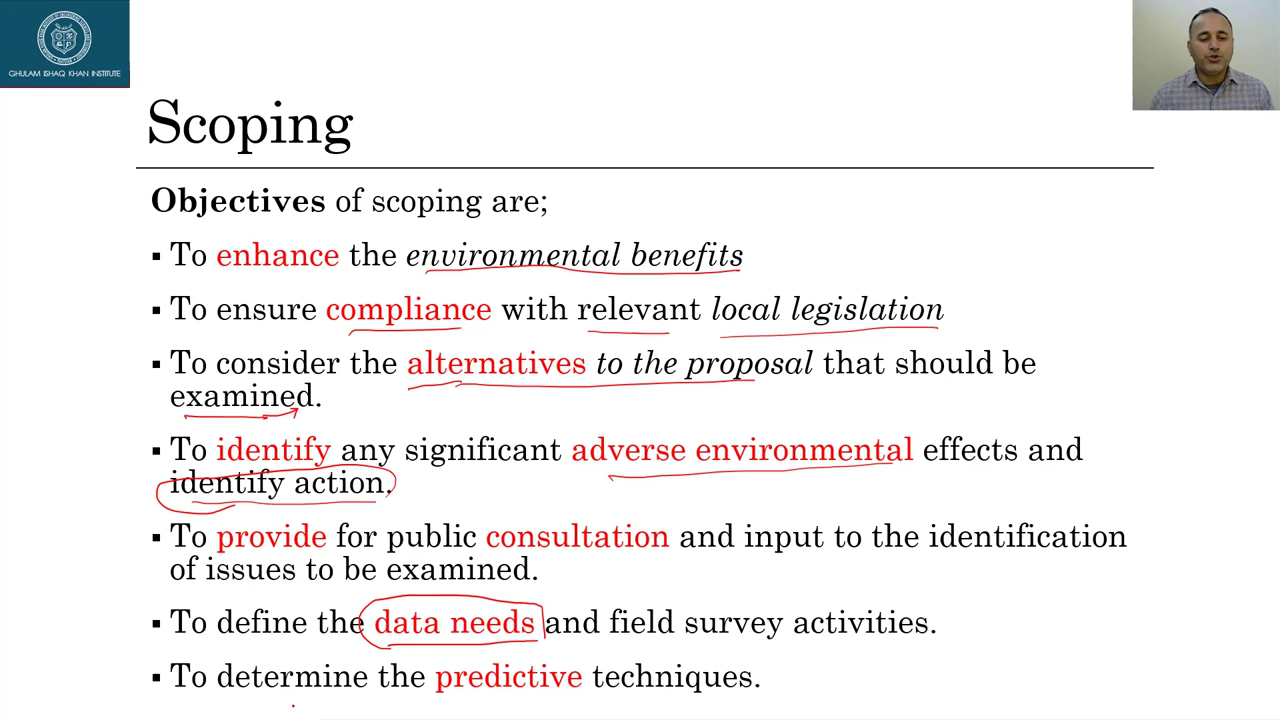 GHULAM ISHAQ KHAN INSTITUTE
Scoping
Objectives of scoping are;
▪ To enhance the environmental benefits
▪ To ensure compliance with relevant local legislation
▪ To consider the alternatives to the proposal that should be
examined.
▪ To identify any significant adverse environmental effects and
identify action.
▪ To provide for public consultation and input to the identification
of issues to be examined.
▪ To define the data needs and field survey activities.
▪ To determine the predictive techniques.